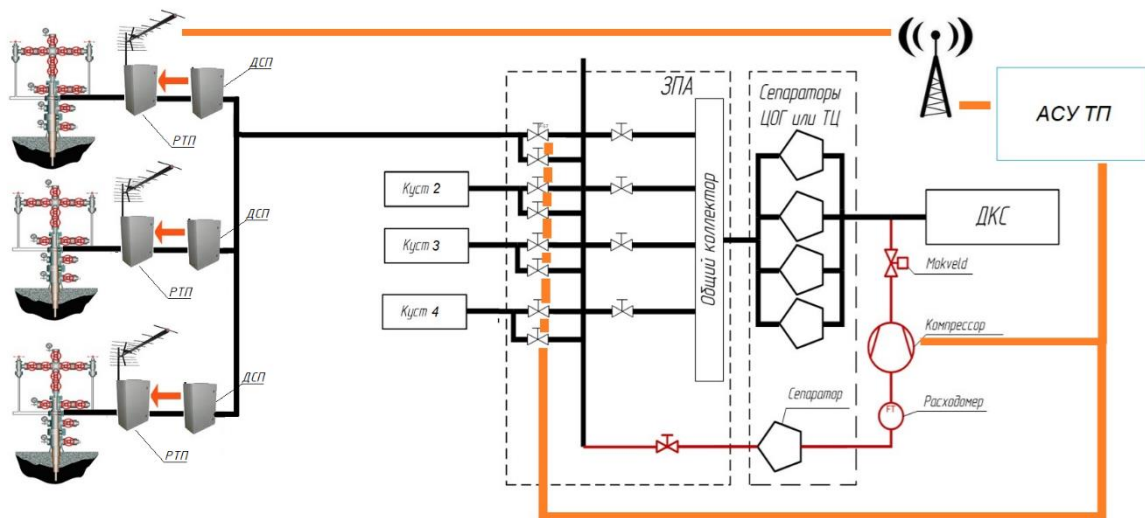 ДСП
РТП
ДСП
РТП
ДСП
РТП
ЗПА
Куст 2
Куст 3
Куст 4
Общий коллектор
Сепараторы
ЦОГ или ТЦ
АСУ ТП
ДКС
Mokveld
Компрессор
FT
Расходомер
Сепаратор